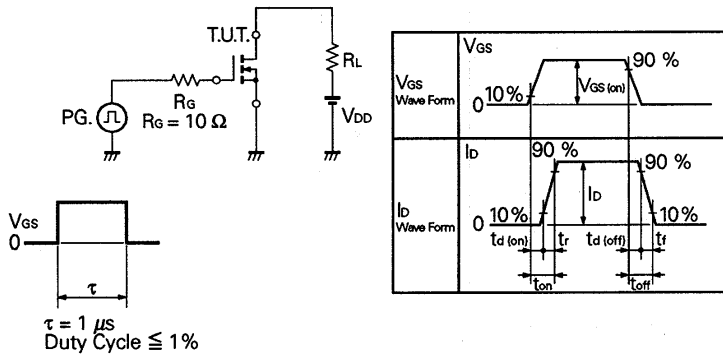 T.U.T.
RL
RG
PG.
RG = 10 Ω
VDD
VGS
0
τ
τ = 1 μs
Duty Cycle ≦ 1%
VGS
Wave Form
VGS
90 %
VGS (on)
10%
0
ID
Wave Form
ID
90 %
90 %
ID
0
10%
10%
td (on)
tr
td (off)
tf
ton
toff